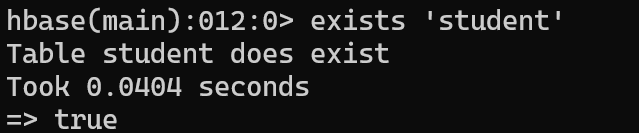 hbase(main):012:0> exists 'student'
Table student does exist
Took 0.0404 seconds
=> true